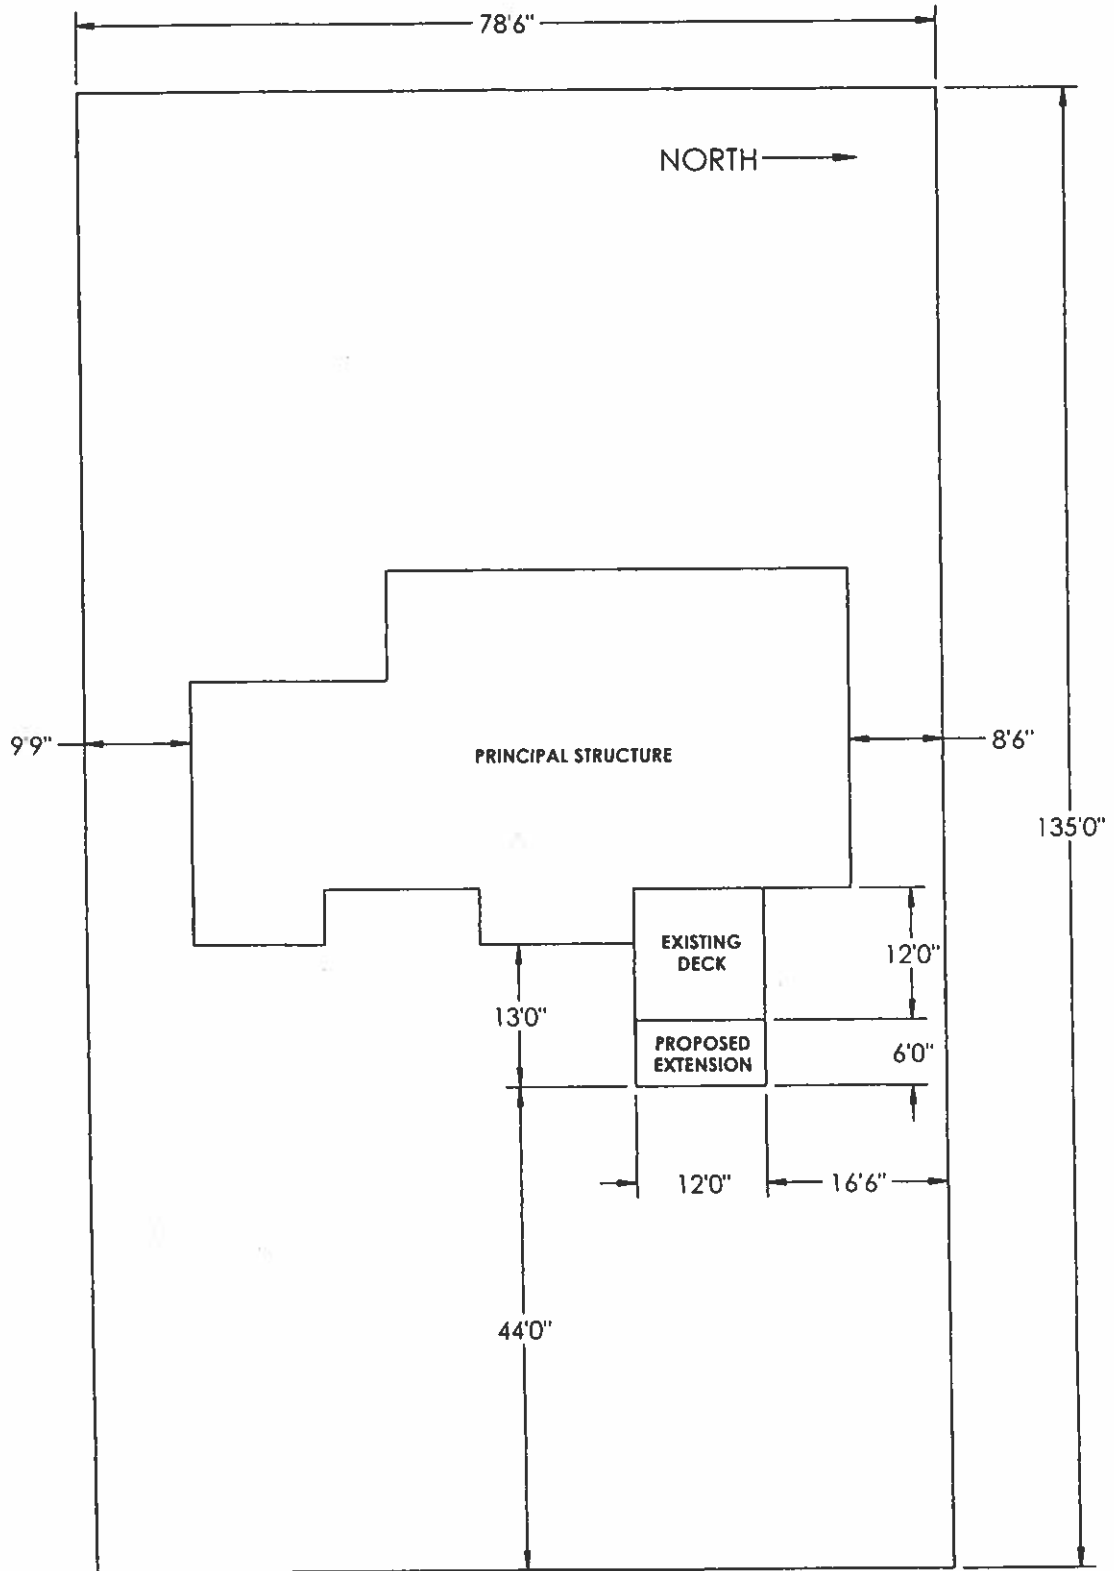 78'6"
NORTH
9'9"
PRINCIPAL STRUCTURE
8'6"
135'0"
EXISTING
DECK
12'0"
13'0"
PROPOSED
EXTENSION
6'0"
12'0"
16'6"
44'0"